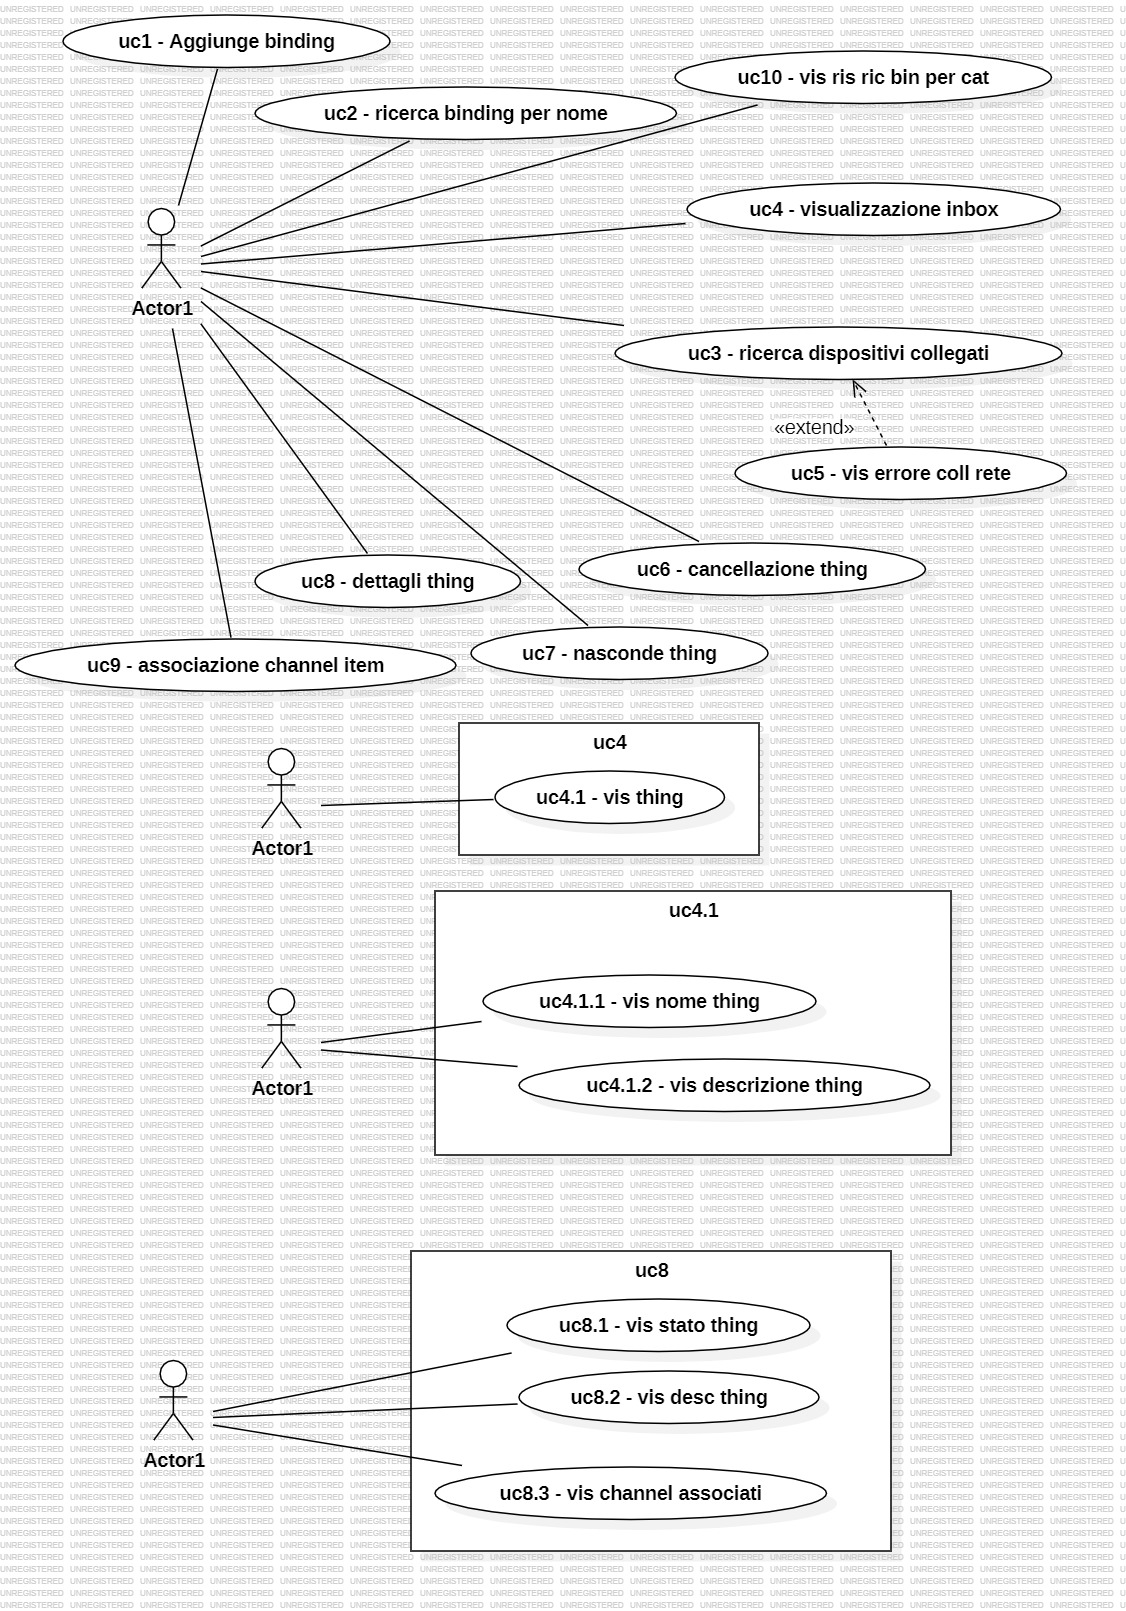 uc1 - Aggiunge binding
uc10 - vis ris ric bin per cat
uc2 - ricerca binding per nome
uc4 - visualizzazione inbox
Actor1
uc3 - ricerca dispositivi collegati
«extend»
uc5 - vis errore coll rete
uc8 - dettagli thing
uc6 - cancellazione thing
uc9 - associazione channel item
uc7 - nasconde thing
uc4
uc4.1 - vis thing
Actor1
uc4.1
uc4.1.1 - vis nome thing
Actor1
uc4.1.2 - vis descrizione thing
uc8
uc8.1 - vis stato thing
uc8.2 - vis desc thing
Actor1
uc8.3 - vis channel associati
UNREGISTERED